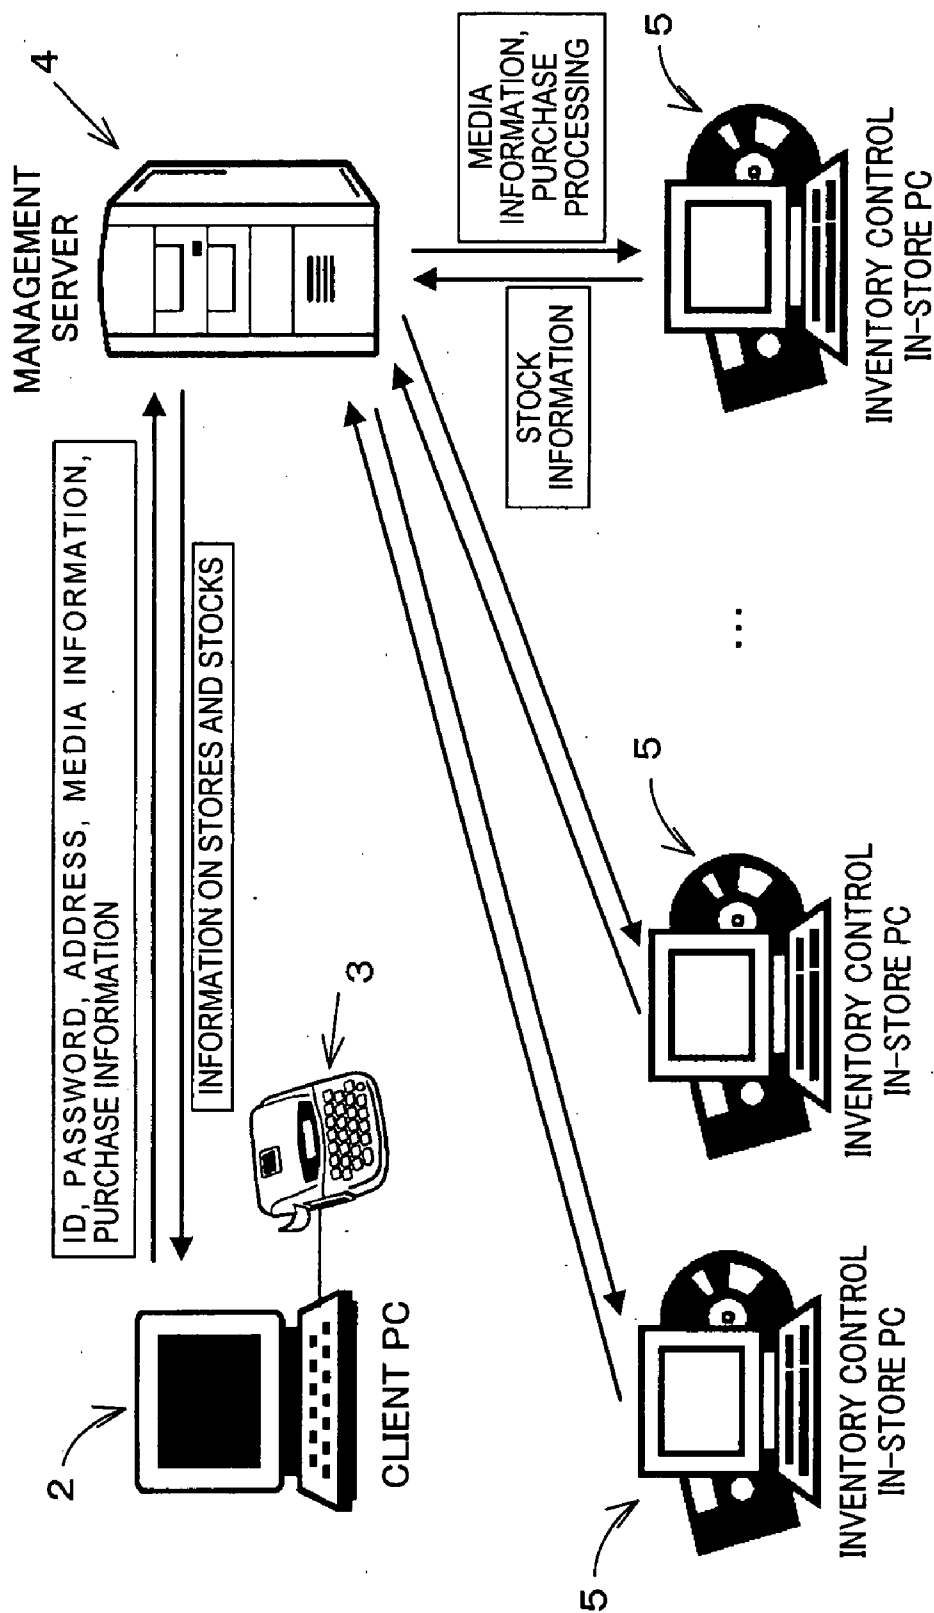 MANAGEMENT
SERVER
4
ID, PASSWORD, ADDRESS, MEDIA INFORMATION,
PURCHASE INFORMATION
INFORMATION ON STORES AND STOCKS
2
CLIENT PC
3
MEDIA
INFORMATION,
PURCHASE
PROCESSING
STOCK
INFORMATION
5
INVENTORY CONTROL
IN-STORE PC
5
INVENTORY CONTROL
IN-STORE PC
...
5
INVENTORY CONTROL
IN-STORE PC